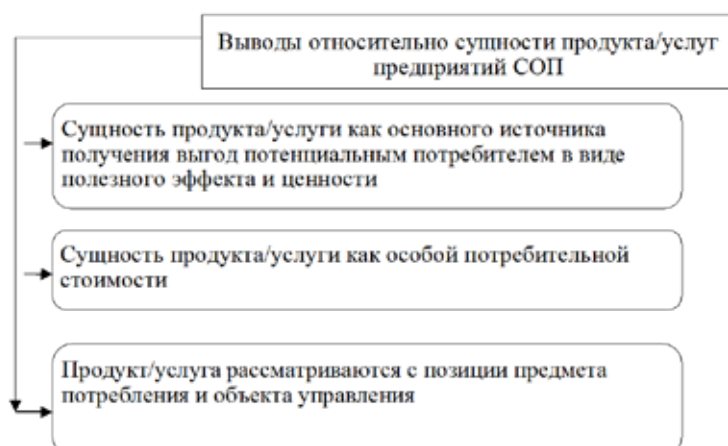 Выводы относительно сущности продукта/услуг
предприятий СОП
Сущность продукта/услуги как основного источника
получения выгод потенциальным потребителем в виде
полезного эффекта и ценности
Сущность продукта/услуги как особой потребительной
стоимости
Продукт/услуга рассматриваются с позиции предмета
потребления и объекта управления